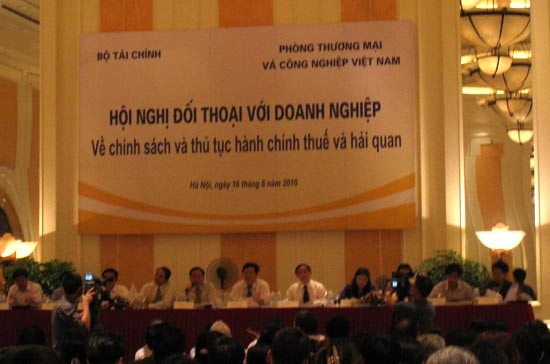 BỘ TÀI CHÍNH
PHÒNG THƯƠNG MẠI
VÀ CÔNG NGHIỆP VIỆT NAM
HỘI NGHỊ ĐỐI THOẠI VỚI DOANH NGHIỆP
Về chính sách và thủ tục hành chính thuế và hải quan
Hà Nội, ngày 16 tháng 6 năm 2010